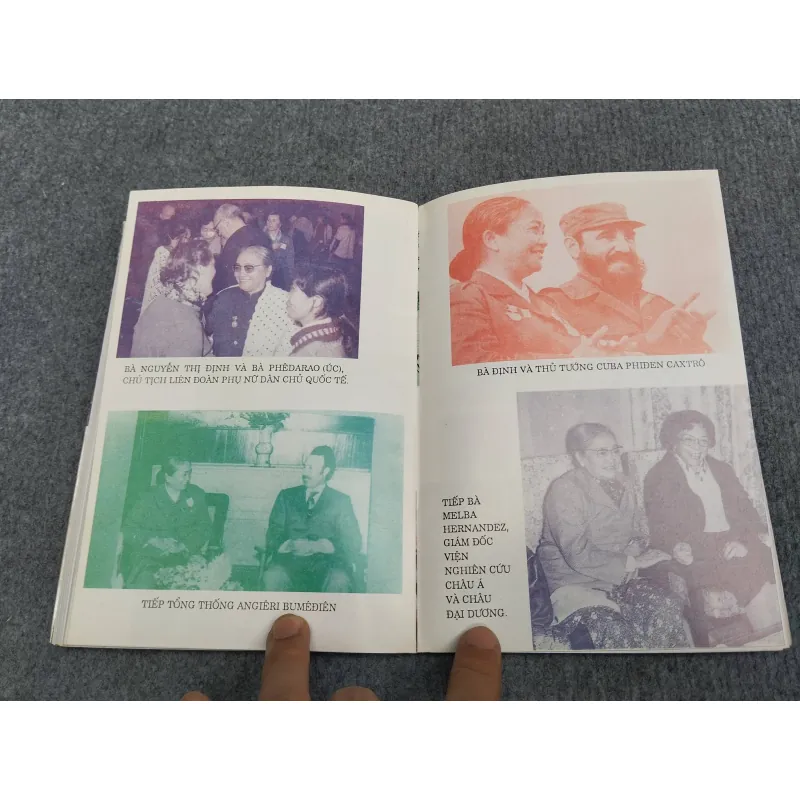 BÀ NGUYỄN THỊ ĐỊNH VÀ BÀ PHÊDARAO (ÚC),
CHỦ TỊCH LIÊN ĐOÀN PHỤ NỮ DÂN CHỦ QUỐC TẾ.
TIẾP TỔNG THỐNG ANGIÊRI BUMÊĐIÊN
BÀ ĐỊNH VÀ THỦ TƯỚNG CUBA PHIDEN CAXTRÔ
TIẾP BÀ
MELBA
HERNANDEZ,
GIÁM ĐỐC
VIỆN
NGHIÊN CỨU
CHÂU Á
VÀ CHÂU
ĐẠI DƯƠNG.